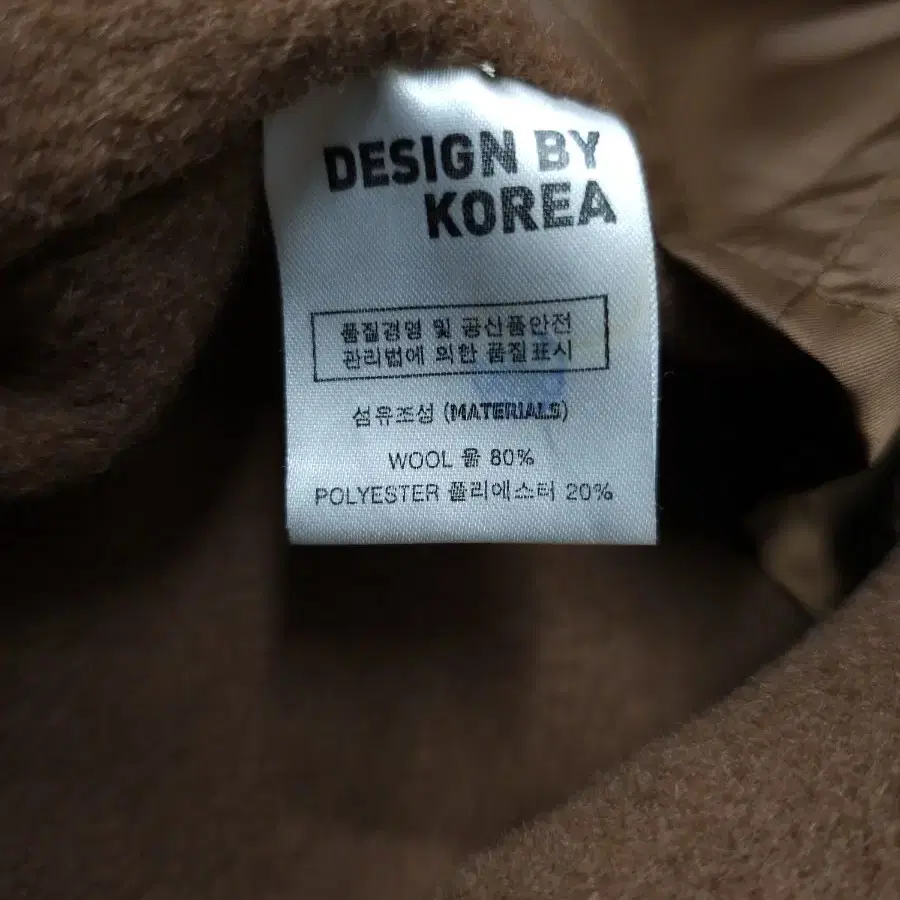 DESIGN BY
KOREA
품질경영 및 공산품안전
관리법에 의한 품질표시
섬유조성 (MATERIALS)
WOOL 울 80%
POLYESTER 폴리에스터 20%